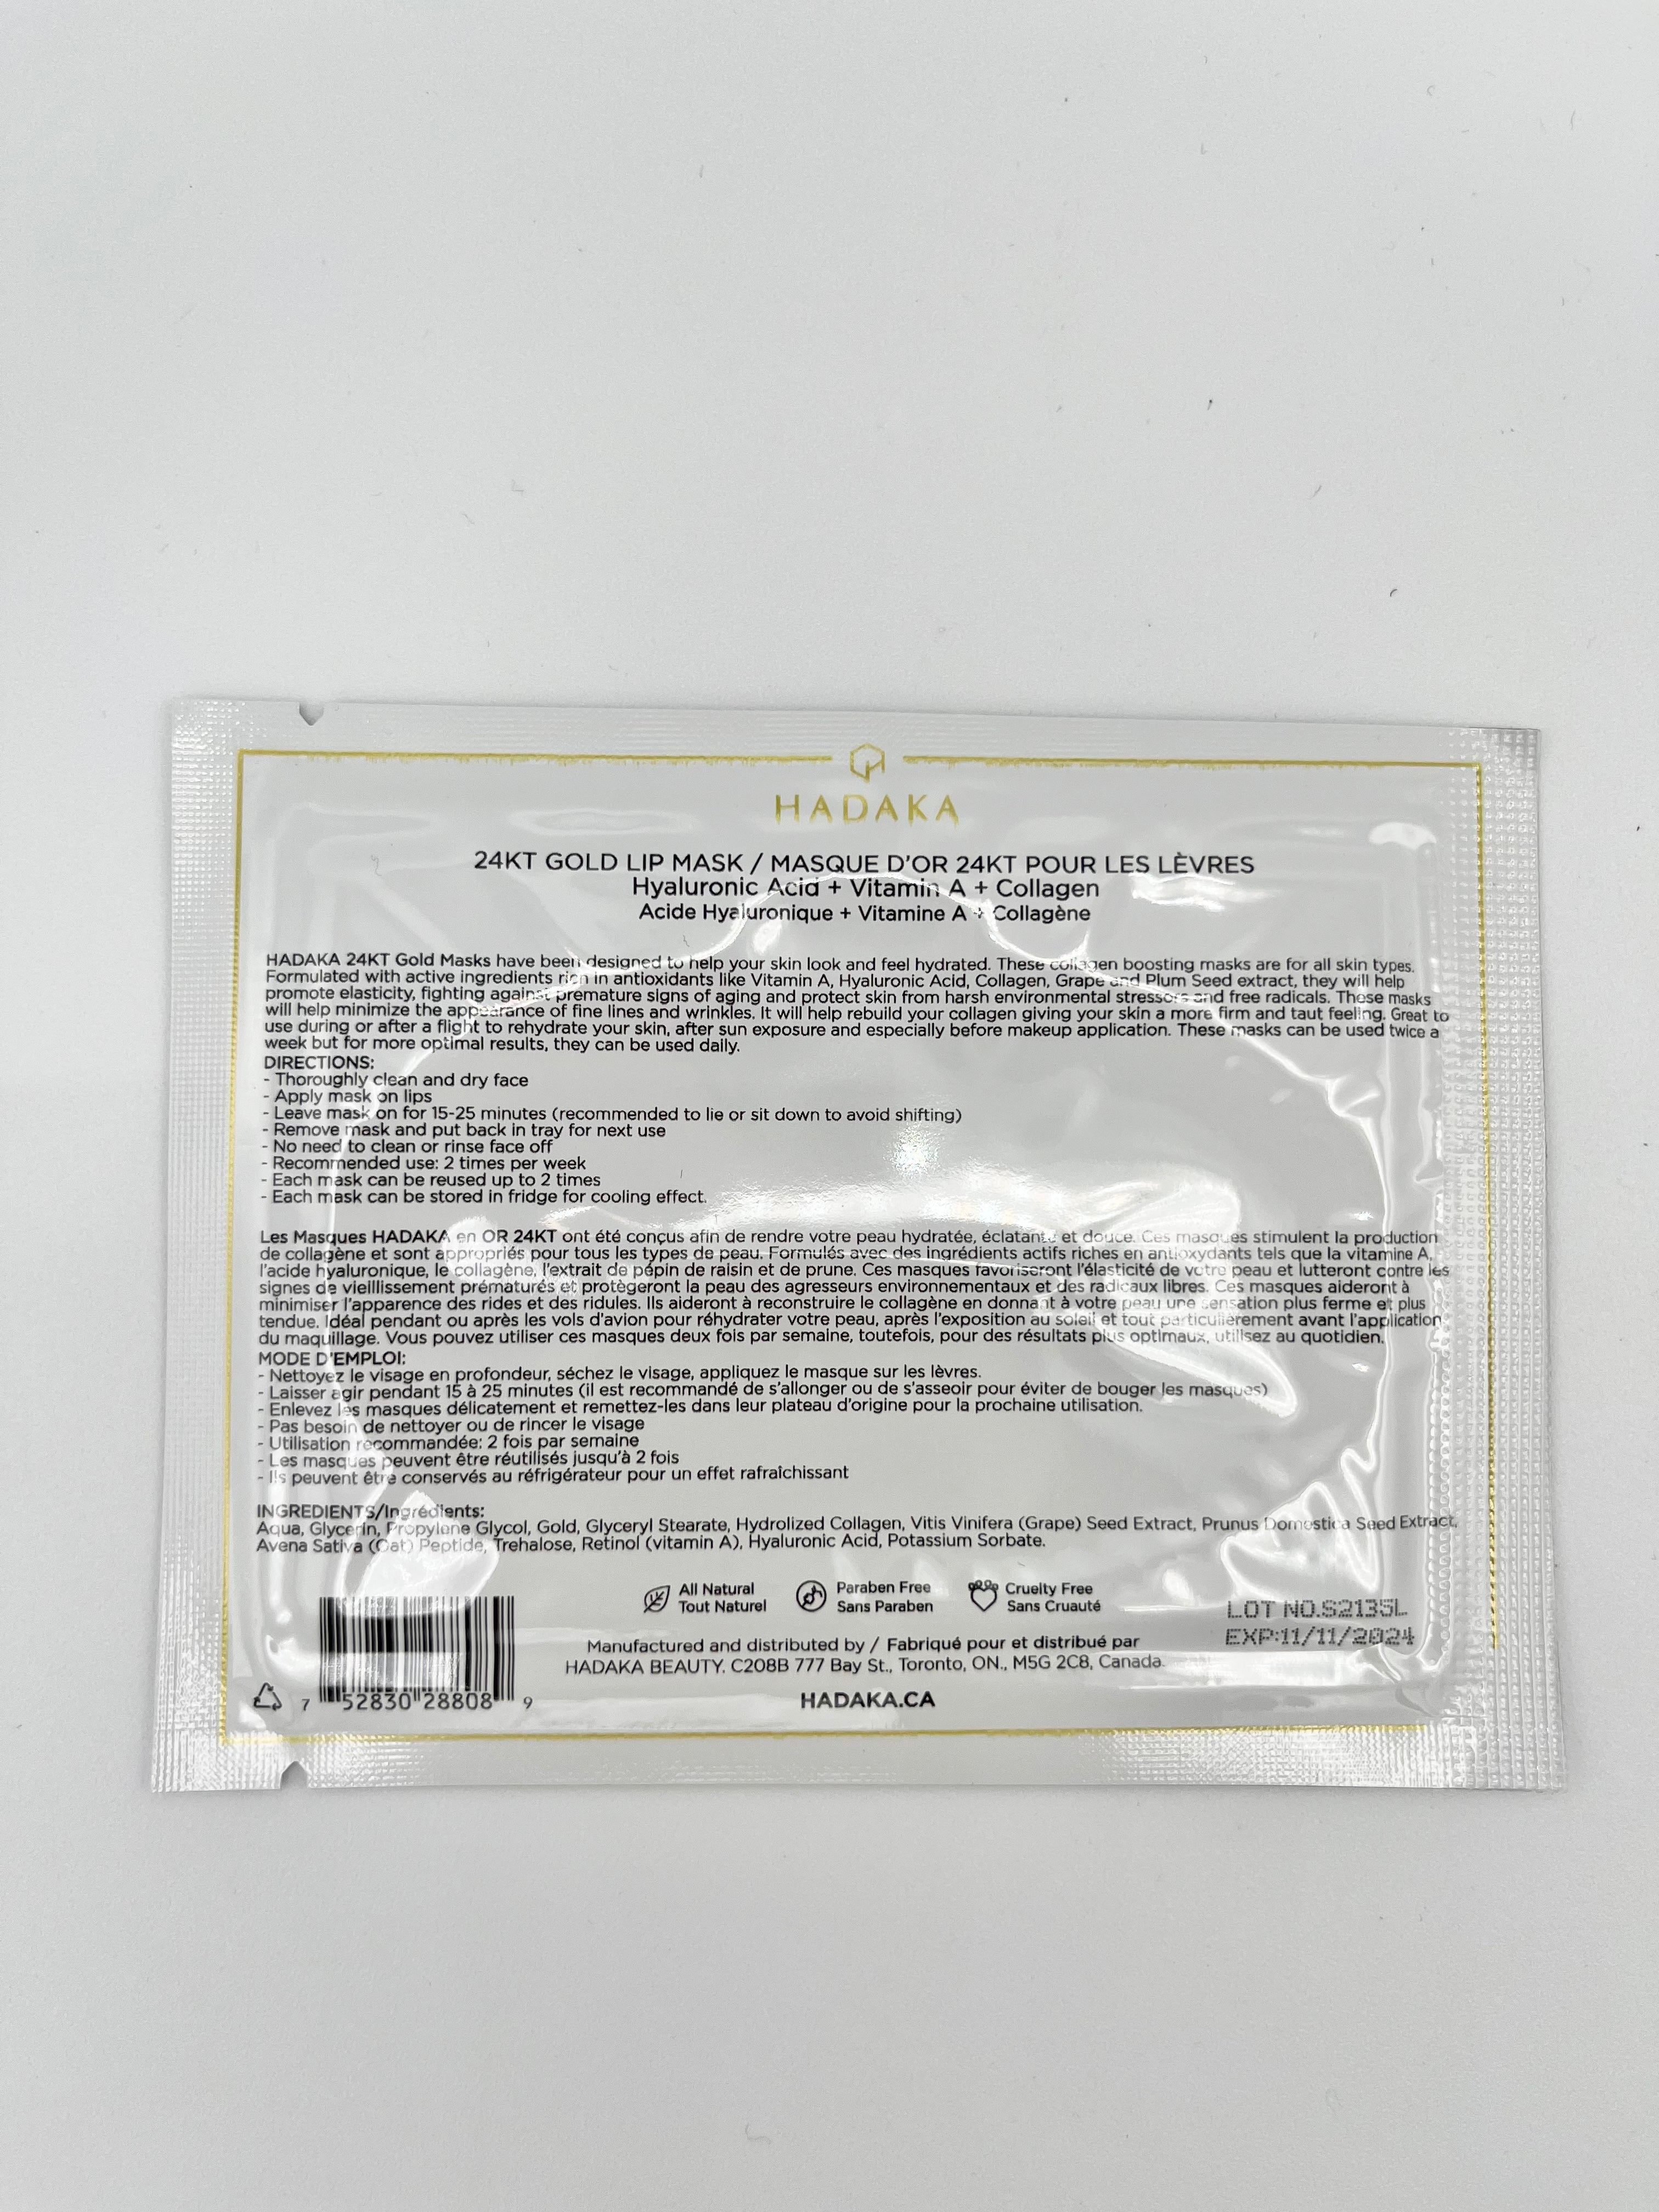 HADAKA
24KT GOLD LIP MASK / MASQUE D'OR 24KT POUR LES LÈVRES
Hyaluronic Acid + Vitamin A + Collagen
Acide Hyaluronique + Vitamine A + Collagène
HADAKA 24KT Gold Masks have been designed to help your skin look and feel hydrated. These collagen boosting masks are for all skin types.
Formulated with active ingredients rich in antioxidants like Vitamin A, Hyaluronic Acid, Collagen, Grape and Plum Seed extract, they will help
promote elasticity, fighting against premature signs of aging and protect skin from harsh environmental stressors and free radicals. These masks
will help minimize the appearance of fine lines and wrinkles. It will help rebuild your collagen giving your skin a more firm and taut feeling. Great to
use during or after a flight to rehydrate your skin, after sun exposure and especially before makeup application. These masks can be used twice a
week but for more optimal results, they can be used daily.
DIRECTIONS:
- Thoroughly clean and dry face
- Apply mask on lips
- Leave mask on for 15-25 minutes (recommended to lie or sit down to avoid shifting)
- Remove mask and put back in tray for next use
- No need to clean or rinse face off
- Recommended use: 2 times per week
- Each mask can be reused up to 2 times
- Each mask can be stored in fridge for cooling effect.
Les Masques HADAKA en OR 24KT ont été conçus afin de rendre votre peau hydratée, éclatante et douce. Ces masques stimulent la production
de collagène et sont appropriés pour tous les types de peau. Formulés avec des ingrédients actifs riches en antioxydants tels que la vitamine A,
l'acide hyaluronique, le collagène, l'extrait de pépin de raisin et de prune. Ces masques favoriseront l'élasticité de votre peau et lutteront contre les
signes de vieilllissement prématurés et protègeront la peau des agresseurs environnementaux et des radicaux libres. Ces masques aideront à
minimiser l'apparence des rides et des ridules. Ils aideront à reconstruire le collagène en donnant à votre peau une sensation plus ferme et plus
tendue. Idéal pendant ou après les vols d'avion pour réhydrater votre peau, après l'exposition au soleil et tout particulièrement avant l'application
du maquillage. Vous pouvez utiliser ces masques deux fois par semaine, toutefois, pour des résultats plus optimaux, utilisez au quotidien.
MODE D'EMPLOI:
- Nettoyez le visage en profondeur, séchez le visage, appliquez le masque sur les lèvres.
- Laisser agir pendant 15 à 25 minutes (il est recommandé de s'allonger ou de s'asseoir pour éviter de bouger les masques)
- Enlevez les masques délicatement et remettez-les dans leur plateau d'origine pour la prochaine utilisation.
- Pas besoin de nettoyer ou de rincer le visage
- Utilisation recommandée: 2 fois par semaine
- Les masques peuvent être réutilisés jusqu'à 2 fois
- Ils peuvent être conservés au réfrigérateur pour un effet rafraîchissant
INGREDIENTS/Ingrédients:
Aqua, Glycerin, Propylene Glycol, Gold, Glyceryl Stearate, Hydrolized Collagen, Vitis Vinifera (Grape) Seed Extract, Prunus Domestica Seed Extract,
Avena Sativa (Oat) Peptide, Trehalose, Retinol (vitamin A), Hyaluronic Acid, Potassium Sorbate.
All Natural
Tout Naturel
Paraben Free
Sans Paraben
Cruelty Free
Sans Cruauté
LOT NO.S2135L
EXP:11/11/2024
Manufactured and distributed by / Fabriqué pour et distribué par
HADAKA BEAUTY. C208B 777 Bay St., Toronto, ON., M5G 2C8, Canada.
HADAKA.CA
7 52830 28808 9